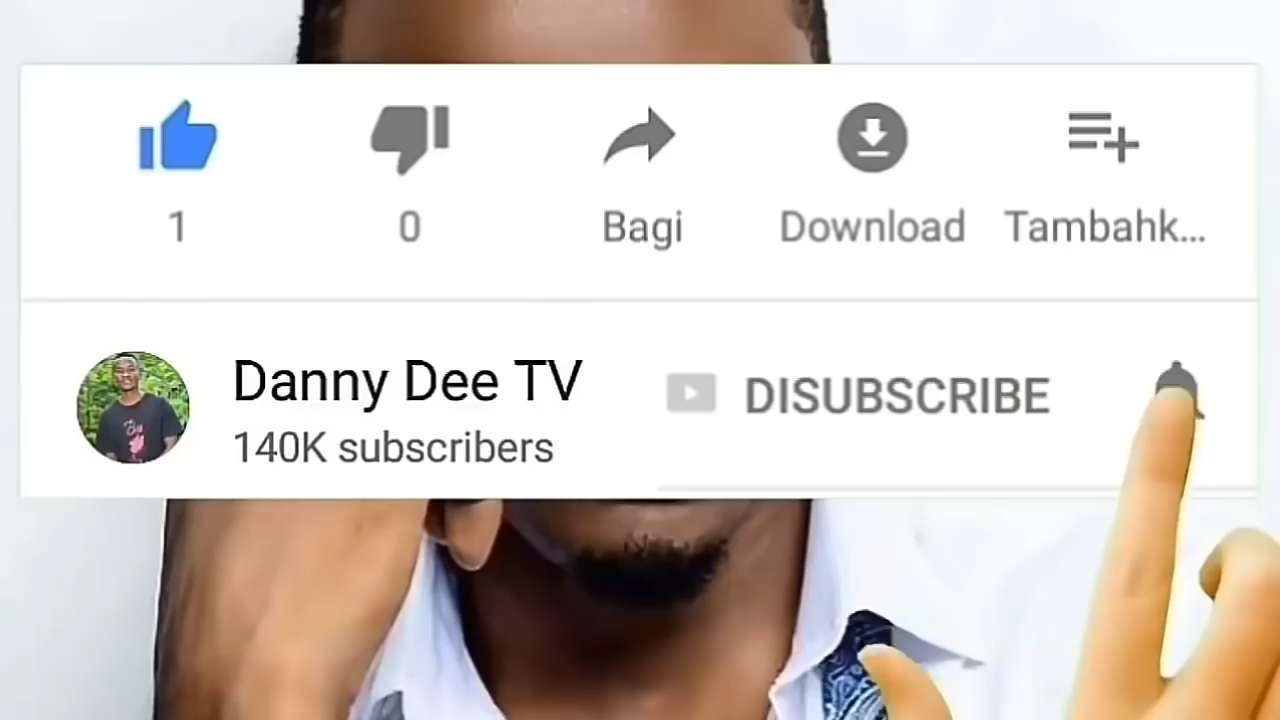 1
0
Bagi
Download
Tambahk...
Danny Dee TV
DISUBSCRIBE
140K subscribers